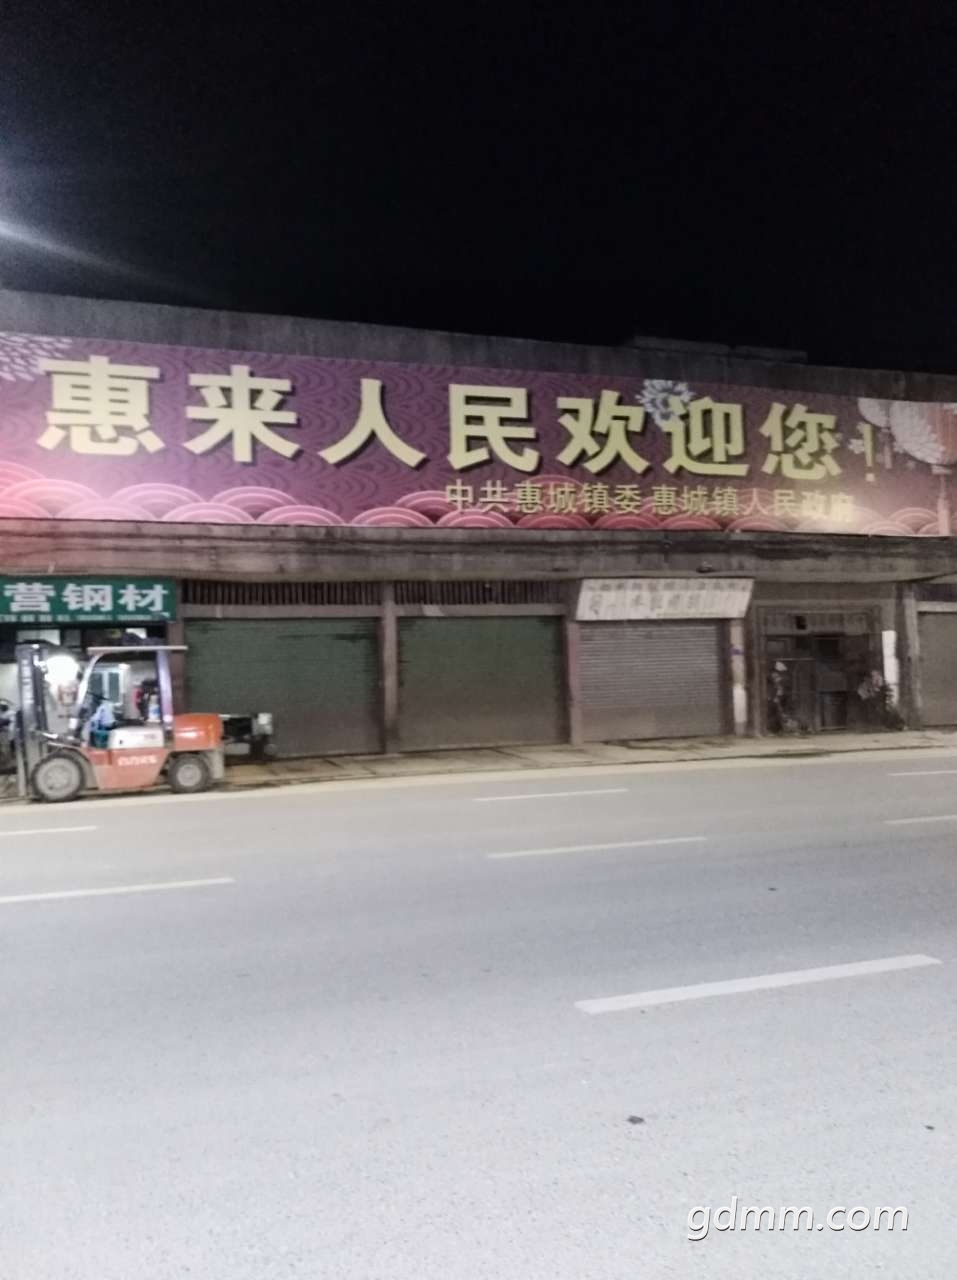 惠来人民欢迎您！
中共惠城镇委 惠城镇人民政府
营钢材
gdmm.com